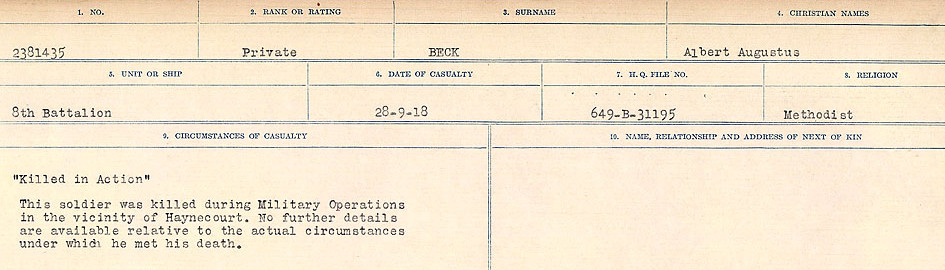 1. NO. 2. RANK OR RATING 3. SURNAME 4. CHRISTIAN NAMES
2381435 Private BECK Albert Augustus
5. UNIT OR SHIP 6. DATE OF CASUALTY 7. H.Q. FILE NO. 8. RELIGION
8th Battalion 28-9-18 649-B-31195 Methodist
9. CIRCUMSTANCES OF CASUALTY 10. NAME, RELATIONSHIP AND ADDRESS OF NEXT OF KIN
"Killed in Action"
This soldier was killed during Military Operations
in the vicinity of Haynecourt. No further details
are available relative to the actual circumstances
under which he met his death.